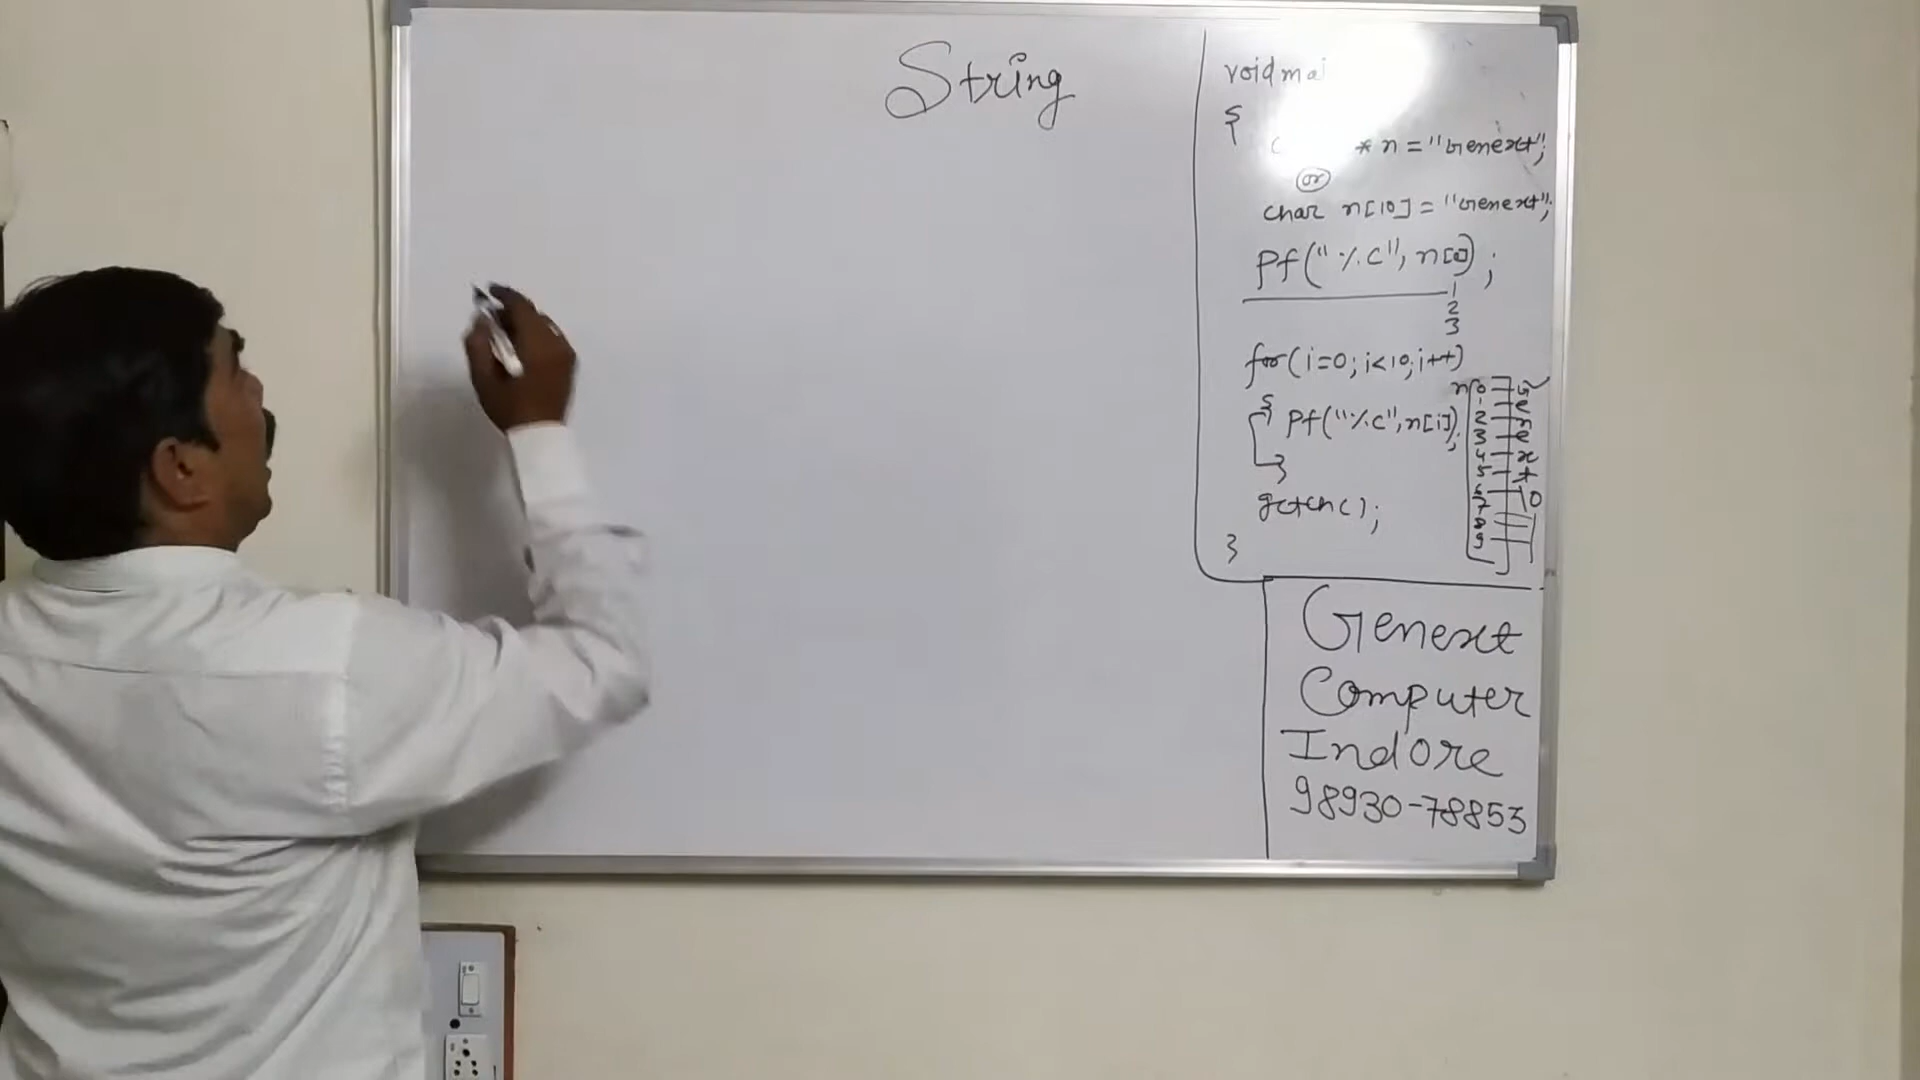 String
void mai
{
* n = "Genext";
or
char n[10] = "Genext";
Pf("%c", n[0]);
1
2
3
for(i=0; i<10; i++)
{ Pf("%c", n[i]);
}
getch();
}
n 0 G
1 e
2 n
3 e
4 x
5 t
6 \0
7
8
9
Genext
Computer
Indore
98930-78853